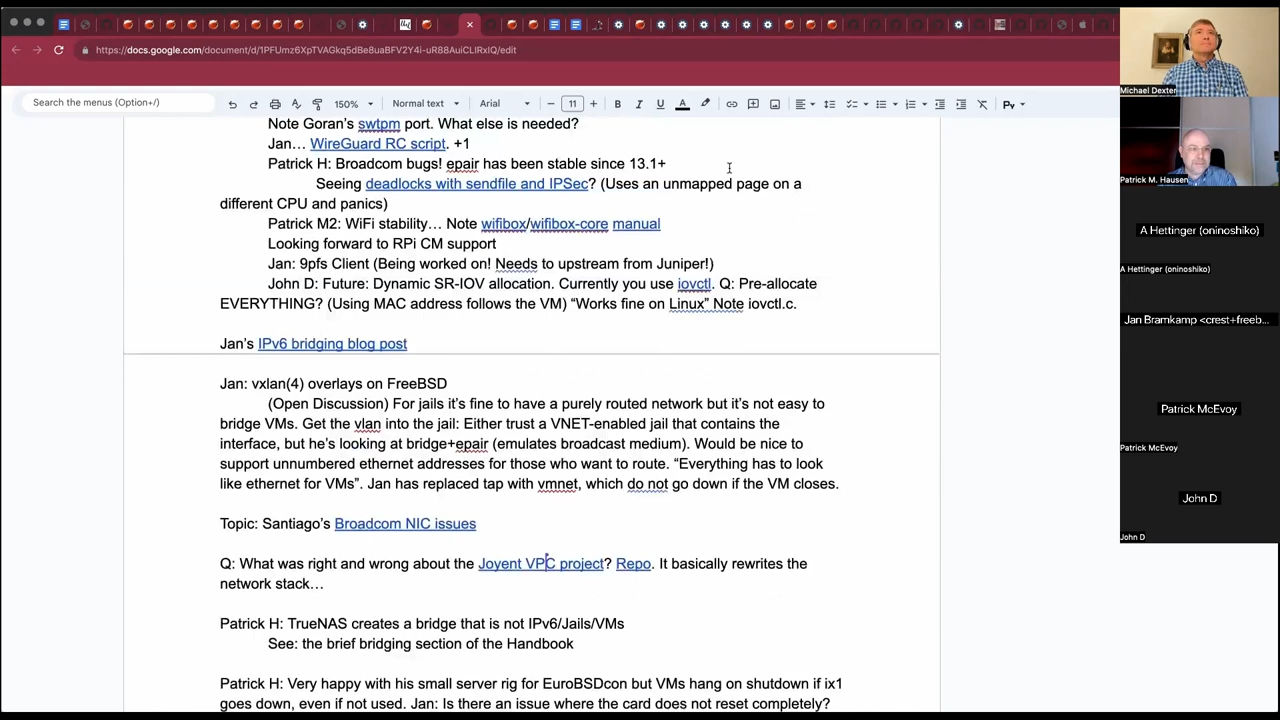 https://docs.google.com/document/d/1PFUmz6XpTVAGkq5dBe8uaBFV2Y4i-uR8AuiCLIRxIQ/edit
Search the menus (Option+/)
150%
Normal text
Arial
11
Note Goran's swtpm port. What else is needed?
Jan… WireGuard RC script. +1
Patrick H: Broadcom bugs! epair has been stable since 13.1+
Seeing deadlocks with sendfile and IPSec? (Uses an unmapped page on a
different CPU and panics)
Patrick M2: WiFi stability… Note wifibox/wifibox-core manual
Looking forward to RPi CM support
Jan: 9pfs Client (Being worked on! Needs to upstream from Juniper!)
John D: Future: Dynamic SR-IOV allocation. Currently you use iovctl. Q: Pre-allocate
EVERYTHING? (Using MAC address follows the VM) “Works fine on Linux” Note iovctl.c.
Jan's IPv6 bridging blog post
Jan: vxlan(4) overlays on FreeBSD
(Open Discussion) For jails it's fine to have a purely routed network but it's not easy to
bridge VMs. Get the vlan into the jail: Either trust a VNET-enabled jail that contains the
interface, but he's looking at bridge+epair (emulates broadcast medium). Would be nice to
support unnumbered ethernet addresses for those who want to route. “Everything has to look
like ethernet for VMs”. Jan has replaced tap with vmnet, which do not go down if the VM closes.
Topic: Santiago's Broadcom NIC issues
Q: What was right and wrong about the Joyent VPC project? Repo. It basically rewrites the
network stack…
Patrick H: TrueNAS creates a bridge that is not IPv6/Jails/VMs
See: the brief bridging section of the Handbook
Patrick H: Very happy with his small server rig for EuroBSDcon but VMs hang on shutdown if ix1
goes down, even if not used. Jan: Is there an issue where the card does not reset completely?
Michael Dexter
Patrick M. Hausen
A Hettinger (oninoshiko)
A Hettinger (oninoshiko)
Jan Bramkamp <crest+freeb...
Patrick McEvoy
Patrick McEvoy
John D
John D